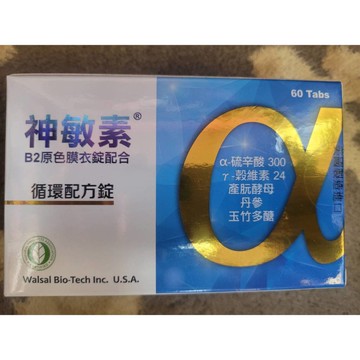 60 Tabs
神敏素®
B2原色膜衣錠配合
循環配方錠
α-硫辛酸 300
γ-穀維素 24
產朊酵母
丹參
玉竹多醣
Walsal Bio-Tech Inc. U.S.A.